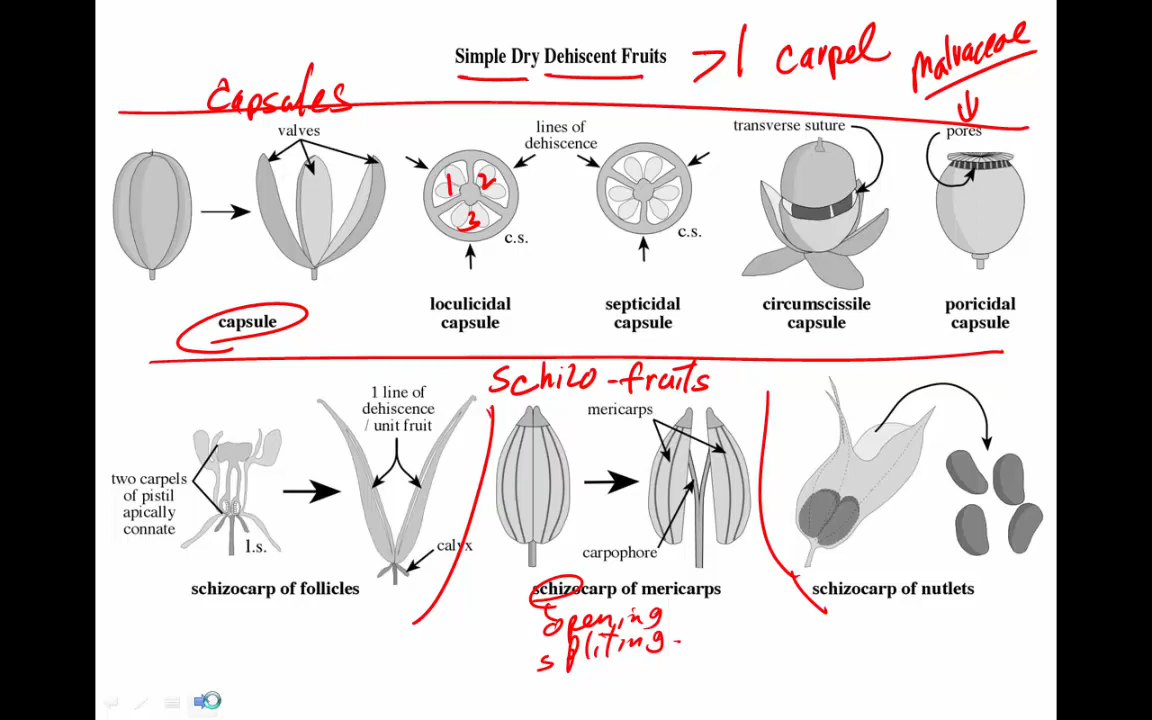 Simple Dry Dehiscent Fruits >1 carpel
malvaceae
Capsules
valves
lines of
dehiscence
transverse suture
pores
1 2
3
c.s.
c.s.
capsule
loculicidal
capsule
septicidal
capsule
circumscissile
capsule
poricidal
capsule
Schizo-fruits
1 line of
dehiscence
/ unit fruit
mericarps
two carpels
of pistil
apically
connate
l.s.
calyx
carpophore
schizocarp of follicles
schizocarp of mericarps
schizocarp of nutlets
opening
spliting.